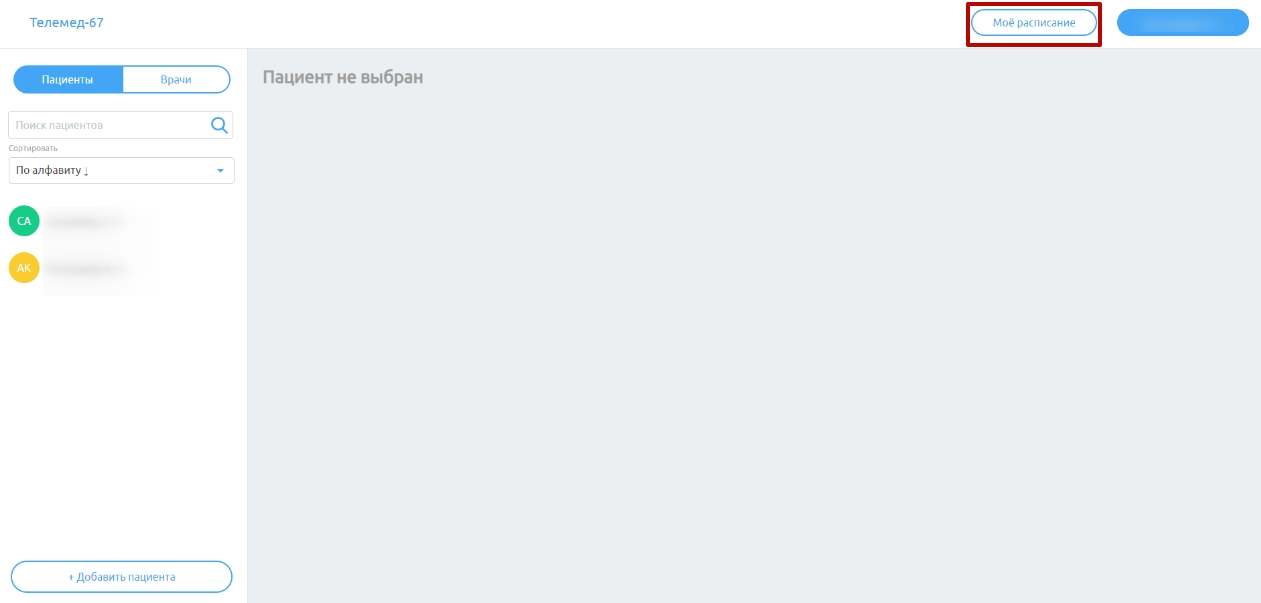 Телемед-67
Моё расписание
Пациенты
Врачи
Пациент не выбран
Поиск пациентов
Сортировать
По алфавиту ↓
СА
АК
+ Добавить пациента